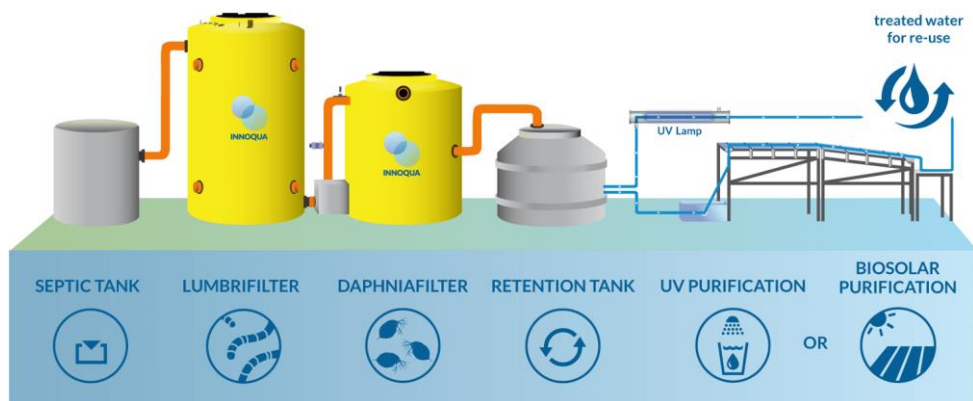 treated water
for re-use
INNOQUA
INNOQUA
UV Lamp
SEPTIC TANK
LUMBRIFILTER
DAPHNIAFILTER
RETENTION TANK
UV PURIFICATION
OR
BIOSOLAR
PURIFICATION